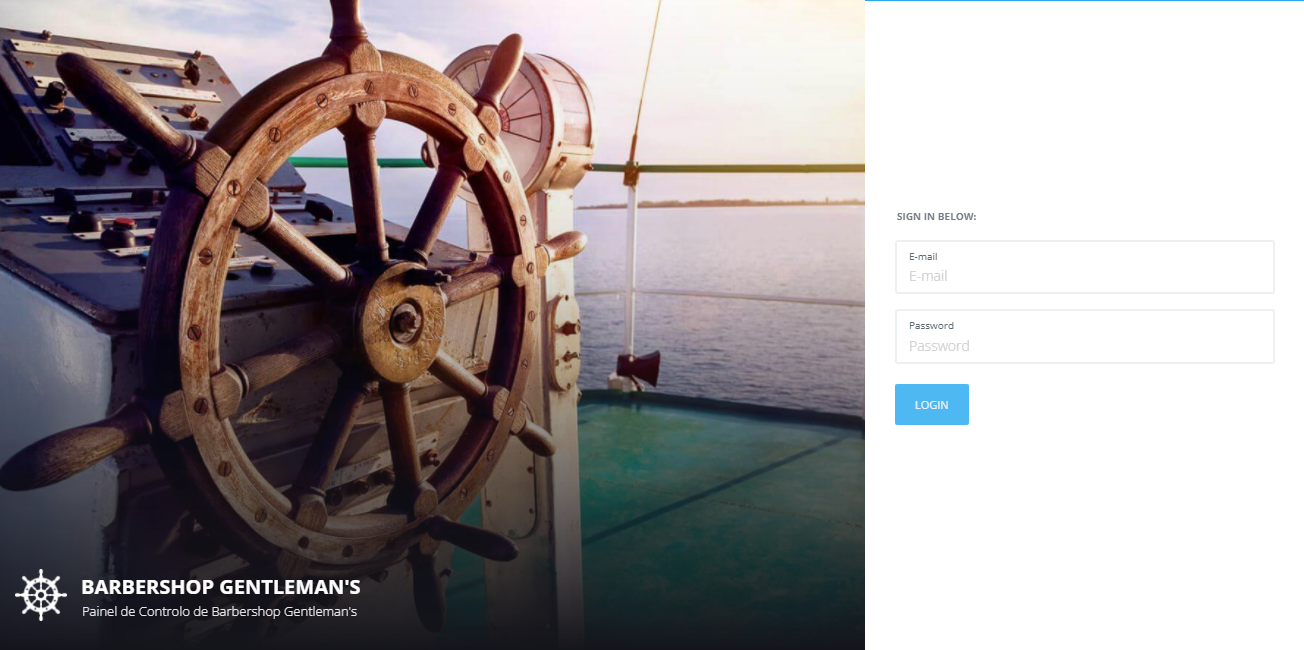 BARBERSHOP GENTLEMAN'S
Painel de Controlo de Barbershop Gentleman's
SIGN IN BELOW:
E-mail
E-mail
Password
Password
LOGIN